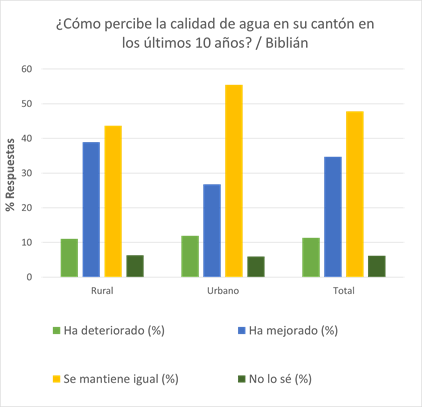 ¿Cómo percibe la calidad de agua en su cantón en
los últimos 10 años? / Biblián
60
50
40
30
20
10
0
% Respuestas
Rural
Urbano
Total
Ha deteriorado (%)
Ha mejorado (%)
Se mantiene igual (%)
No lo sé (%)